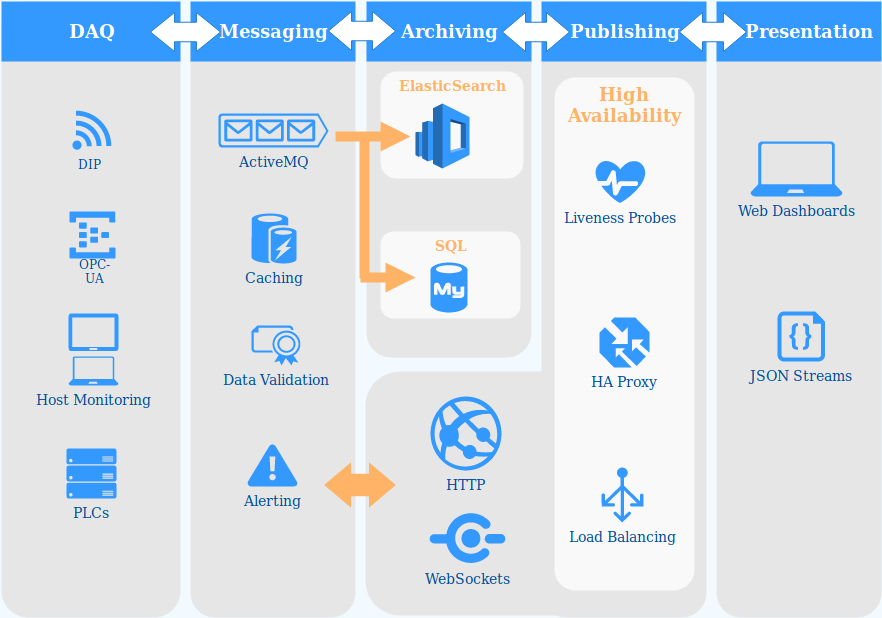 DAQ
Messaging
Archiving
Publishing
Presentation
DIP
OPC-
UA
Host Monitoring
PLCs
ActiveMQ
Caching
Data Validation
Alerting
ElasticSearch
SQL
My
HTTP
WebSockets
High
Availability
Liveness Probes
HA Proxy
Load Balancing
Web Dashboards
{}
JSON Streams